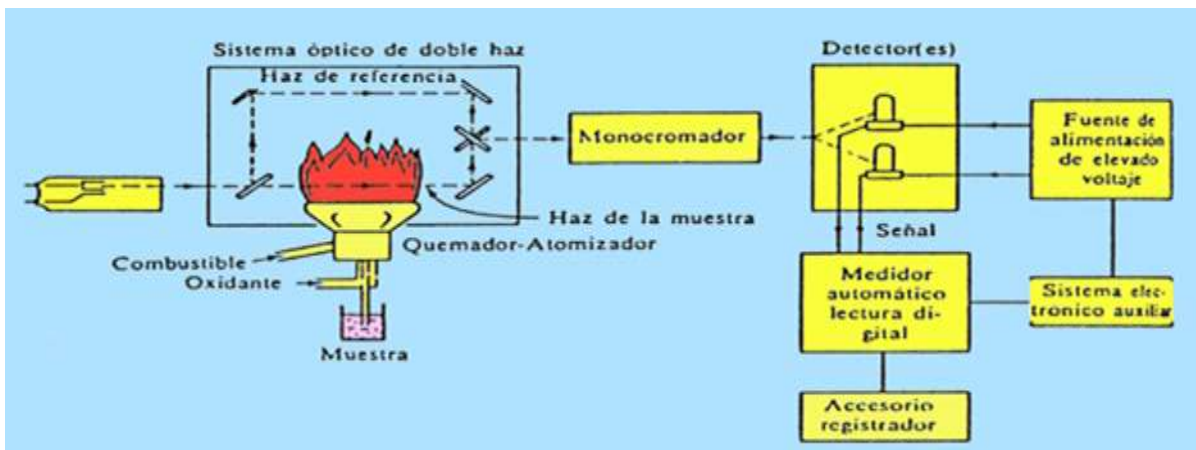 Sistema óptico de doble haz
Haz de referencia
Detector(es)
Monocromador
Fuente de
alimentación
de elevado
voltaje
Haz de la muestra
Quemador-Atomizador
Combustible
Oxidante
Muestra
Señal
Medidor
automático
lectura di-
gital
Sistema elec-
trónico auxiliar
Accesorio
registrador